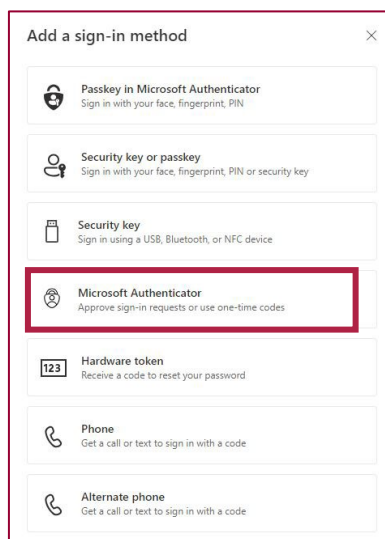 Add a sign-in method
Passkey in Microsoft Authenticator
Sign in with your face, fingerprint, PIN
Security key or passkey
Sign in with your face, fingerprint, PIN or security key
Security key
Sign in using a USB, Bluetooth, or NFC device
Microsoft Authenticator
Approve sign-in requests or use one-time codes
123
Hardware token
Receive a code to reset your password
Phone
Get a call or text to sign in with a code
Alternate phone
Get a call or text to sign in with a code